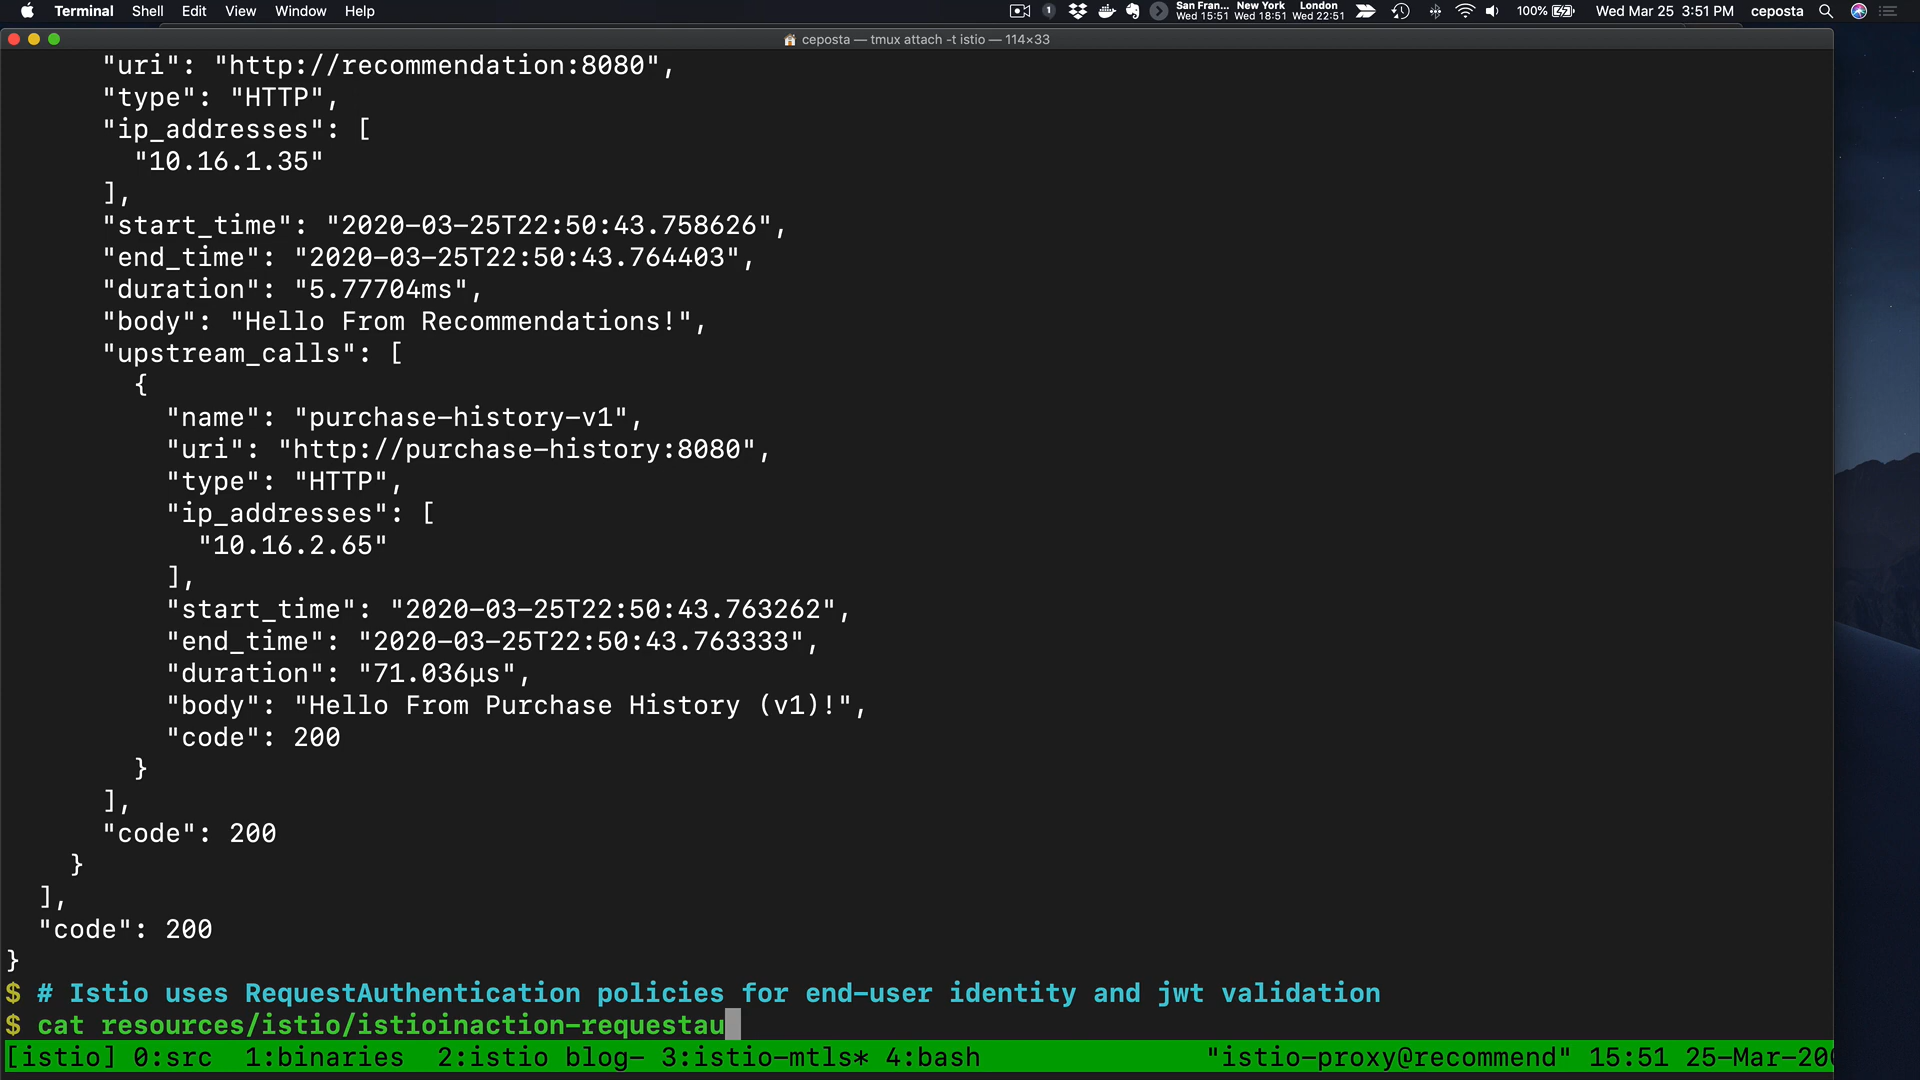 Terminal Shell Edit View Window Help
1
San Fran... New York London
Wed 15:51 Wed 18:51 Wed 22:51
100%
Wed Mar 25 3:51 PM ceposta
ceposta — tmux attach -t istio — 114×33
"uri": "http://recommendation:8080",
"type": "HTTP",
"ip_addresses": [
"10.16.1.35"
],
"start_time": "2020-03-25T22:50:43.758626",
"end_time": "2020-03-25T22:50:43.764403",
"duration": "5.77704ms",
"body": "Hello From Recommendations!",
"upstream_calls": [
{
"name": "purchase-history-v1",
"uri": "http://purchase-history:8080",
"type": "HTTP",
"ip_addresses": [
"10.16.2.65"
],
"start_time": "2020-03-25T22:50:43.763262",
"end_time": "2020-03-25T22:50:43.763333",
"duration": "71.036µs",
"body": "Hello From Purchase History (v1)!",
"code": 200
}
],
"code": 200
}
],
"code": 200
}
$ # Istio uses RequestAuthentication policies for end-user identity and jwt validation
$ cat resources/istio/istioinaction-requestau
[istio] 0:src 1:binaries 2:istio blog- 3:istio-mtls* 4:bash "istio-proxy@recommend" 15:51 25-Mar-20